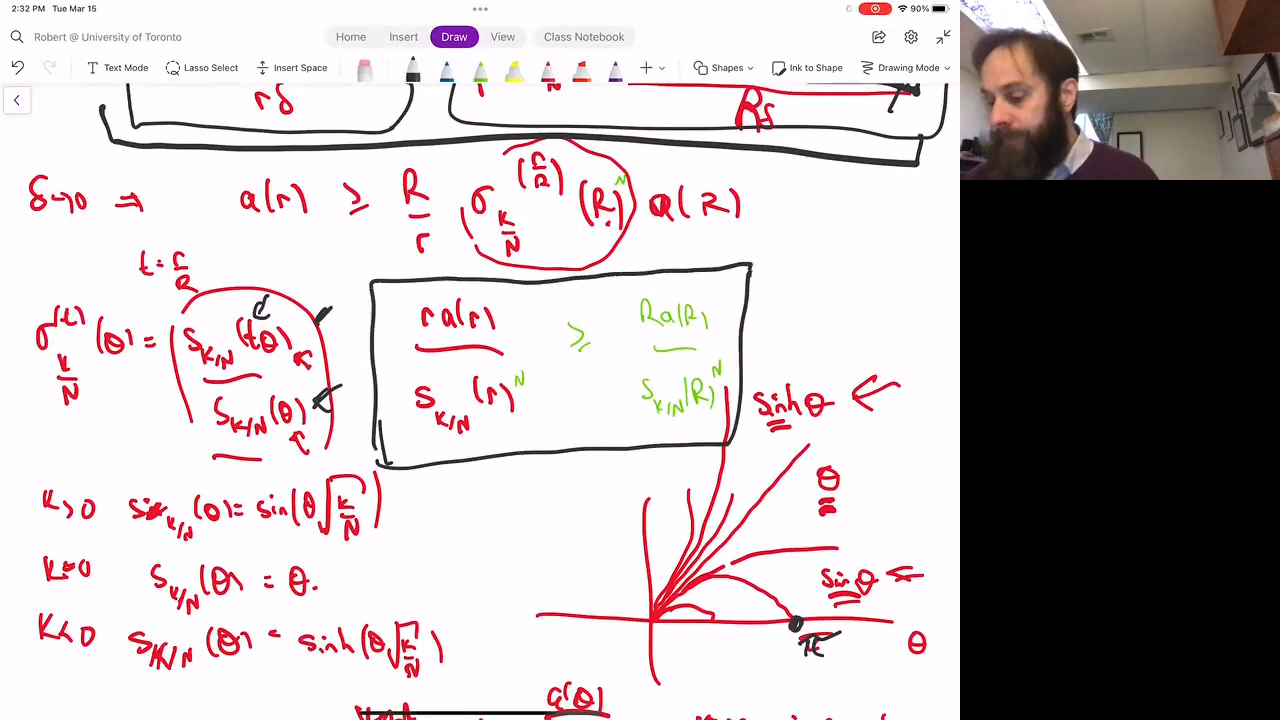 2:32 PM Tue Mar 15
90%
Robert @ University of Toronto
Home Insert Draw View Class Notebook
Text Mode Lasso Select Insert Space Shapes Ink to Shape Drawing Mode
rδ
Rδ
δ→0 ⇒ a(r) ≥ R/r σ_{K/N}^{(r/R)} (R)^N a(R)
t = r/R
σ_{K/N}^{(t)} (θ) = S_{K/N}(tθ) / S_{K/N}(θ)
r a(r) / S_{K/N}(r)^N ≥ R a(R) / S_{K/N}(R)^N
sinh θ
θ
K>0 S_{K/N}(θ) = sin(θ√(K/N))
K=0 S_{K/N}(θ) = θ.
sin θ
K<0 S_{K/N}(θ) = sinh(θ√(K/N))
π
θ
a(θ)